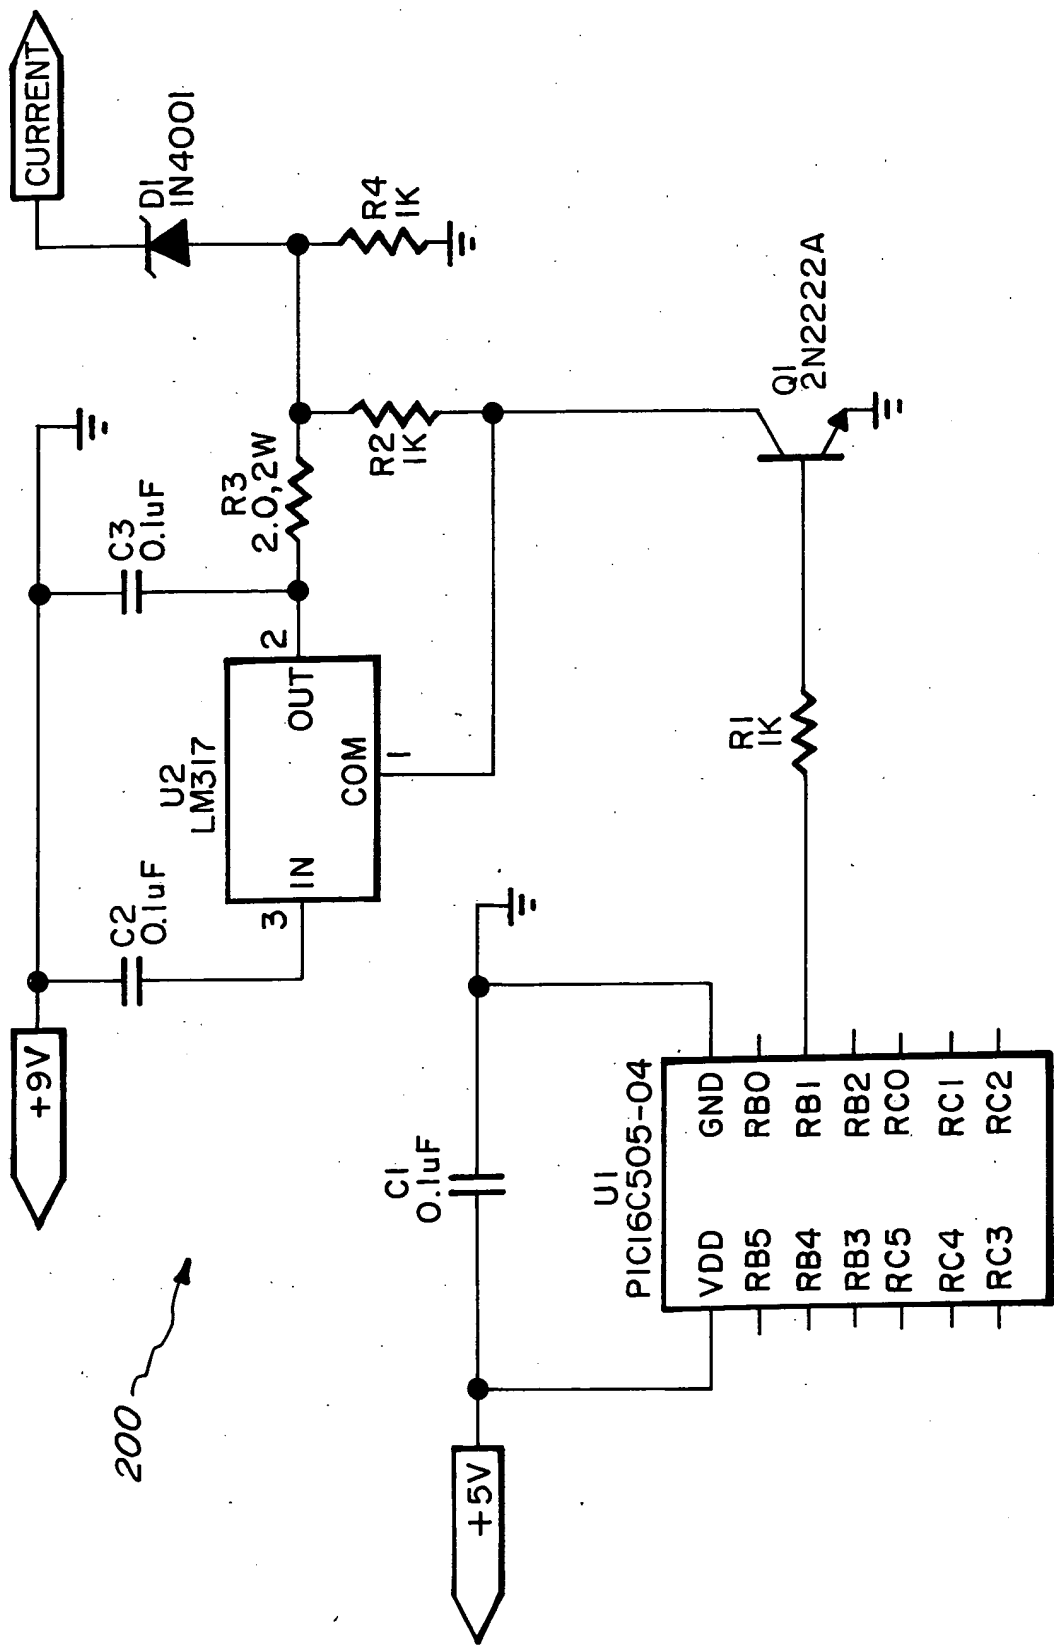 +9V
C2
0.1uF
C3
0.1uF
CURRENT
D1
1N4001
U2
LM317
3
IN
OUT
2
COM
1
R3
2.0,2W
R2
1K
R4
1K
200
+5V
C1
0.1uF
U1
PIC16C505-04
VDD
GND
RB5
RB0
RB4
RB1
RB3
RB2
RC5
RC0
RC4
RC1
RC3
RC2
R1
1K
Q1
2N2222A